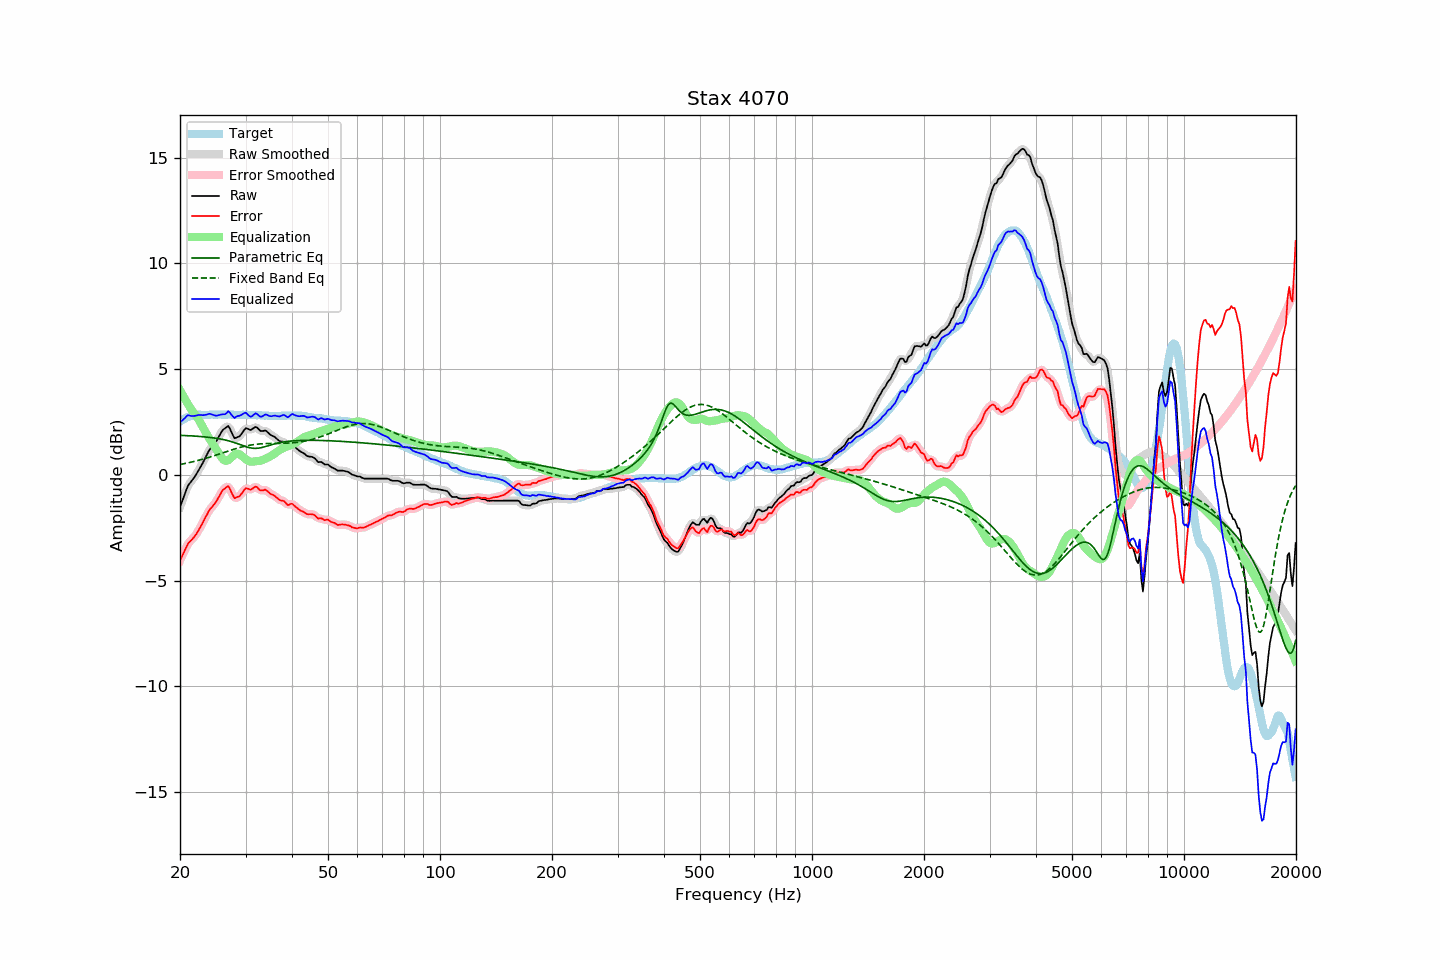 Stax 4070
Target
Raw Smoothed
Error Smoothed
Raw
Error
Equalization
Parametric Eq
Fixed Band Eq
Equalized
Amplitude (dBr)
15
10
5
0
−5
−10
−15
20 50 100 200 500 1000 2000 5000 10000 20000
Frequency (Hz)